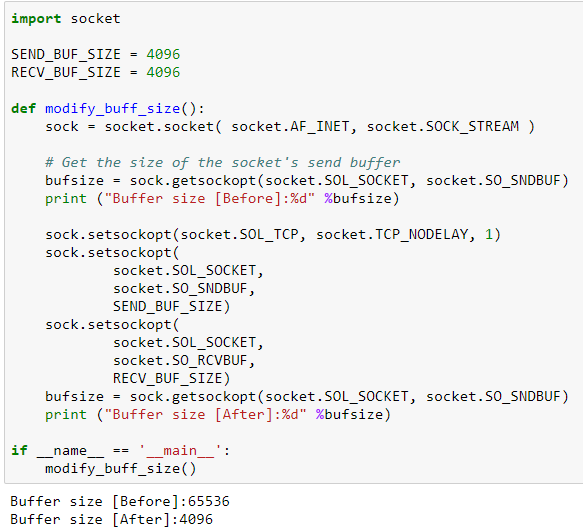 import socket

SEND_BUF_SIZE = 4096
RECV_BUF_SIZE = 4096

def modify_buff_size():
    sock = socket.socket( socket.AF_INET, socket.SOCK_STREAM )

    # Get the size of the socket's send buffer
    bufsize = sock.getsockopt(socket.SOL_SOCKET, socket.SO_SNDBUF)
    print ("Buffer size [Before]:%d" %bufsize)

    sock.setsockopt(socket.SOL_TCP, socket.TCP_NODELAY, 1)
    sock.setsockopt(
            socket.SOL_SOCKET,
            socket.SO_SNDBUF,
            SEND_BUF_SIZE)
    sock.setsockopt(
            socket.SOL_SOCKET,
            socket.SO_RCVBUF,
            RECV_BUF_SIZE)
    bufsize = sock.getsockopt(socket.SOL_SOCKET, socket.SO_SNDBUF)
    print ("Buffer size [After]:%d" %bufsize)

if __name__ == '__main__':
    modify_buff_size()

Buffer size [Before]:65536
Buffer size [After]:4096